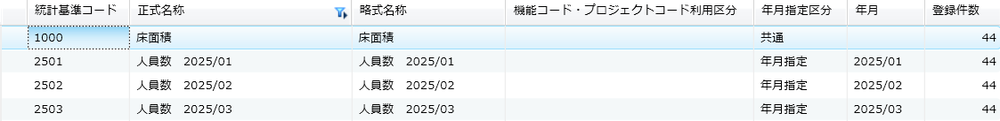 統計基準コード 正式名称 略式名称 機能コード・プロジェクトコード利用区分 年月指定区分 年月 登録件数
1000 床面積 床面積 共通 44
2501 人員数　2025/01 人員数　2025/01 年月指定 2025/01 44
2502 人員数　2025/02 人員数　2025/02 年月指定 2025/02 44
2503 人員数　2025/03 人員数　2025/03 年月指定 2025/03 44